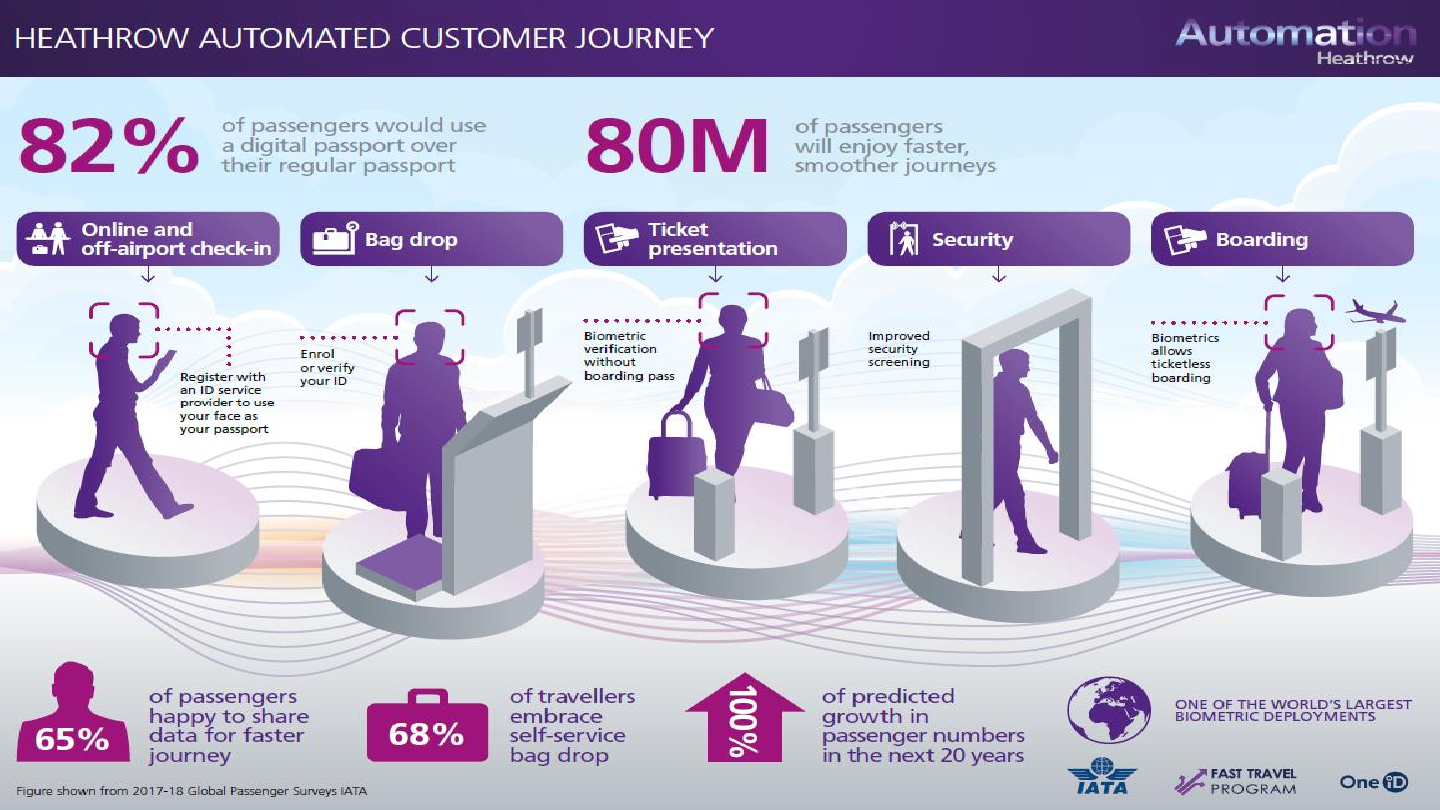 HEATHROW AUTOMATED CUSTOMER JOURNEY
Automation
Heathrow
82%
of passengers would use
a digital passport over
their regular passport
80M
of passengers
will enjoy faster,
smoother journeys
Online and
off-airport check-in
Bag drop
Ticket
presentation
Security
Boarding
Register with
an ID service
provider to use
your face as
your passport
Enrol
or verify
your ID
Biometric
verification
without
boarding pass
Improved
security
screening
Biometrics
allows
ticketless
boarding
65%
of passengers
happy to share
data for faster
journey
68%
of travellers
embrace
self-service
bag drop
100%
of predicted
growth in
passenger numbers
in the next 20 years
ONE OF THE WORLD'S LARGEST
BIOMETRIC DEPLOYMENTS
IATA
FAST TRAVEL
PROGRAM
One iD
Figure shown from 2017-18 Global Passenger Surveys IATA